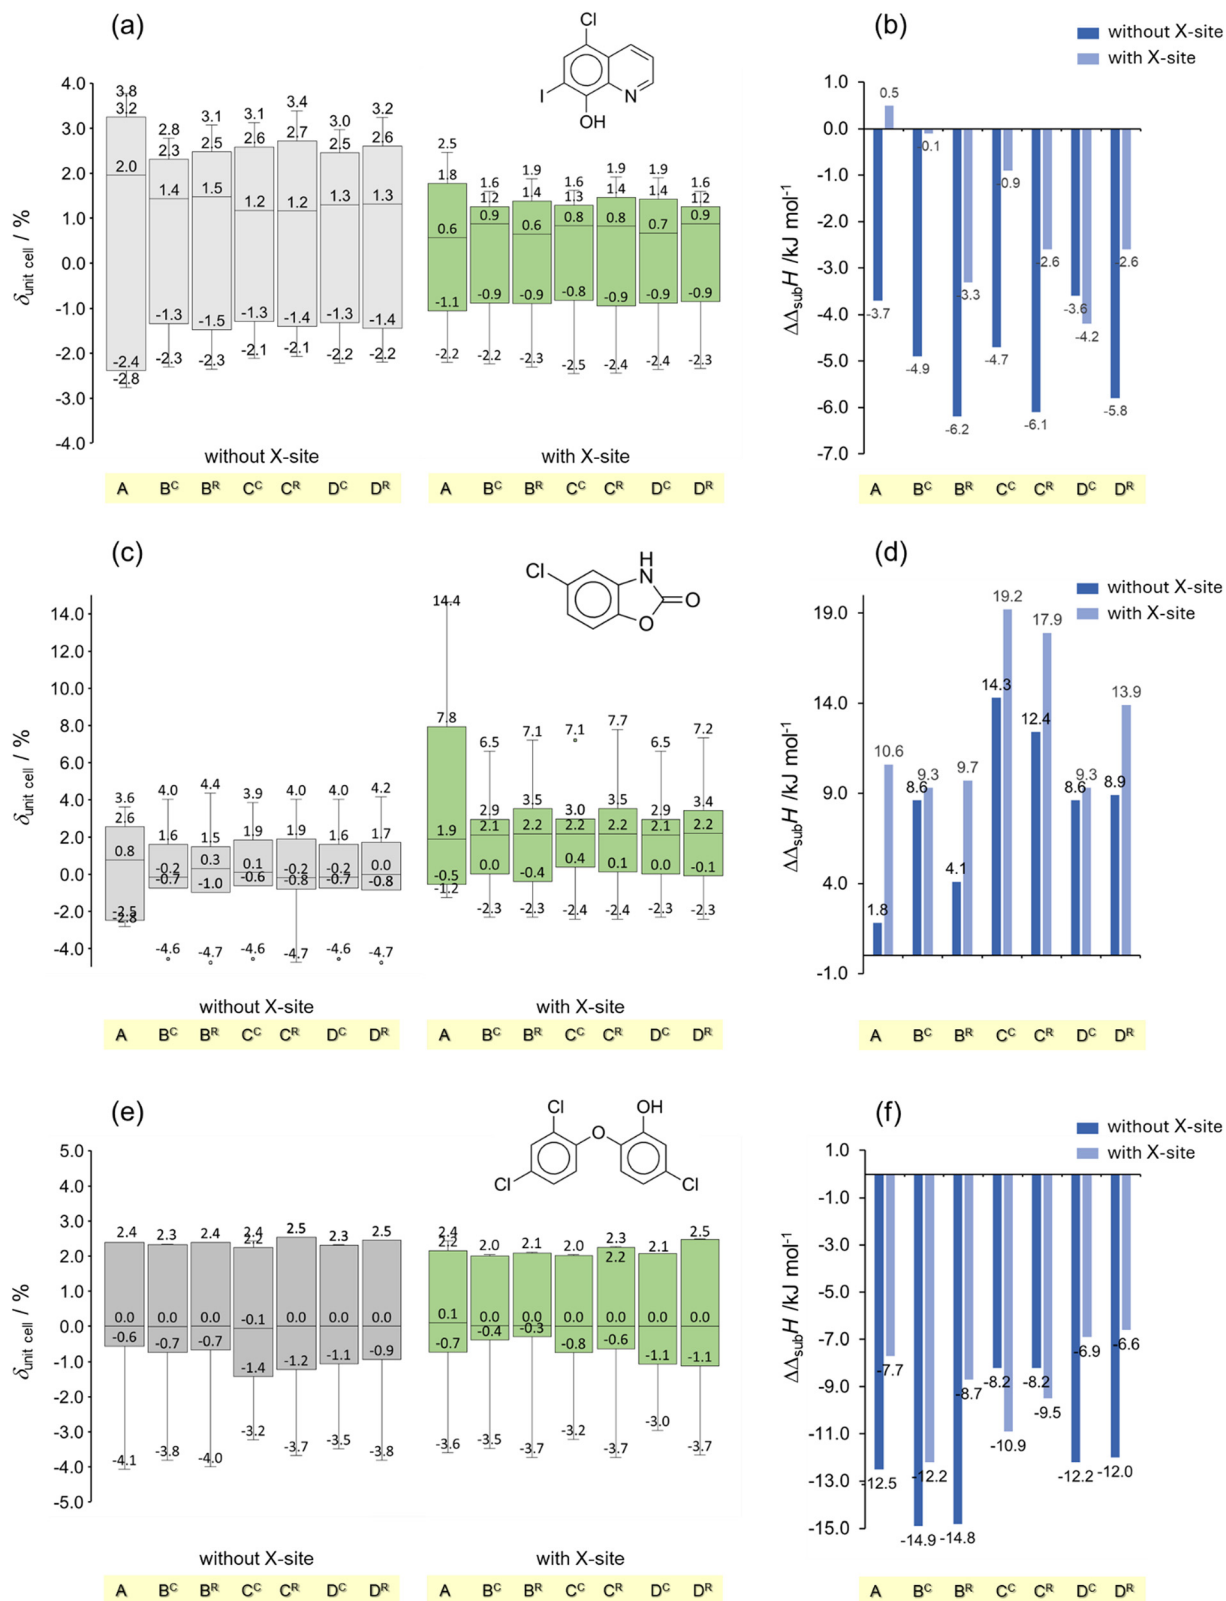 (a)
Cl
I
N
OH
(b)
without X-site
with X-site
δunit cell / %
4.0
3.0
2.0
1.0
0.0
-1.0
-2.0
-3.0
-4.0
3.8 2.8 3.1 3.1 3.4 3.0 3.2
3.2 2.3 2.5 2.6 2.7 2.5 2.6
2.0 1.4 1.5 1.2 1.2 1.3 1.3
-2.4 -1.3 -1.5 -1.3 -1.4 -1.3 -1.4
-2.8 -2.3 -2.3 -2.1 -2.1 -2.2 -2.2
without X-site
A Bᶜ Bᴿ Cᶜ Cᴿ Dᶜ Dᴿ
2.5 1.6 1.9 1.6 1.9 1.9 1.6
1.8 1.2 1.4 1.3 1.4 1.4 1.2
0.6 0.9 0.6 0.8 0.8 0.7 0.9
-1.1 -0.9 -0.9 -0.8 -0.9 -0.9 -0.9
-2.2 -2.2 -2.3 -2.5 -2.4 -2.4 -2.3
with X-site
A Bᶜ Bᴿ Cᶜ Cᴿ Dᶜ Dᴿ
ΔΔsubH /kJ mol⁻¹
1.0
0.0
-1.0
-2.0
-3.0
-4.0
-5.0
-6.0
-7.0
0.5 -0.1 -3.3 -0.9 -2.6 -4.2 -2.6
-3.7 -4.9 -6.2 -4.7 -6.1 -3.6 -5.8
A Bᶜ Bᴿ Cᶜ Cᴿ Dᶜ Dᴿ
(c)
Cl
H
N
O
O
(d)
without X-site
with X-site
δunit cell / %
14.0
12.0
10.0
8.0
6.0
4.0
2.0
0.0
-2.0
-4.0
3.6 4.0 4.4 3.9 4.0 4.0 4.2
2.6 1.6 1.5 1.9 1.9 1.6 1.7
0.8 -0.2 0.3 0.1 -0.2 -0.2 0.0
-2.5 -0.7 -1.0 -0.6 -0.8 -0.7 -0.8
-2.8 -4.6 -4.7 -4.6 -4.7 -4.6 -4.7
without X-site
A Bᶜ Bᴿ Cᶜ Cᴿ Dᶜ Dᴿ
14.4 6.5 7.1 7.1 7.7 6.5 7.2
7.8 2.9 3.5 3.0 3.5 2.9 3.4
1.9 2.1 2.2 2.2 2.2 2.1 2.2
-0.5 0.0 -0.4 0.4 0.1 0.0 -0.1
-1.2 -2.3 -2.3 -2.4 -2.4 -2.3 -2.3
with X-site
A Bᶜ Bᴿ Cᶜ Cᴿ Dᶜ Dᴿ
ΔΔsubH /kJ mol⁻¹
19.0
14.0
9.0
4.0
-1.0
10.6 9.3 9.7 19.2 17.9 9.3 13.9
1.8 8.6 4.1 14.3 12.4 8.6 8.9
A Bᶜ Bᴿ Cᶜ Cᴿ Dᶜ Dᴿ
(e)
Cl
OH
O
Cl
Cl
(f)
without X-site
with X-site
δunit cell / %
5.0
4.0
3.0
2.0
1.0
0.0
-1.0
-2.0
-3.0
-4.0
-5.0
2.4 2.3 2.4 2.4 2.5 2.3 2.5
2.2
0.0 0.0 0.0 -0.1 0.0 0.0 0.0
-0.6 -0.7 -0.7 -1.4 -1.2 -1.1 -0.9
-4.1 -3.8 -4.0 -3.2 -3.7 -3.5 -3.8
without X-site
A Bᶜ Bᴿ Cᶜ Cᴿ Dᶜ Dᴿ
2.4 2.0 2.1 2.0 2.3 2.1 2.5
2.2 2.2
0.1 0.0 0.0 0.0 0.0 0.0 0.0
-0.7 -0.4 -0.3 -0.8 -0.6 -1.1 -1.1
-3.6 -3.5 -3.7 -3.2 -3.7 -3.0 -3.7
with X-site
A Bᶜ Bᴿ Cᶜ Cᴿ Dᶜ Dᴿ
ΔΔsubH /kJ mol⁻¹
1.0
-1.0
-3.0
-5.0
-7.0
-9.0
-11.0
-13.0
-15.0
-7.7 -12.2 -8.7 -10.9 -9.5 -6.9 -6.6
-12.5 -14.9 -14.8 -8.2 -8.2 -12.2 -12.0
A Bᶜ Bᴿ Cᶜ Cᴿ Dᶜ Dᴿ